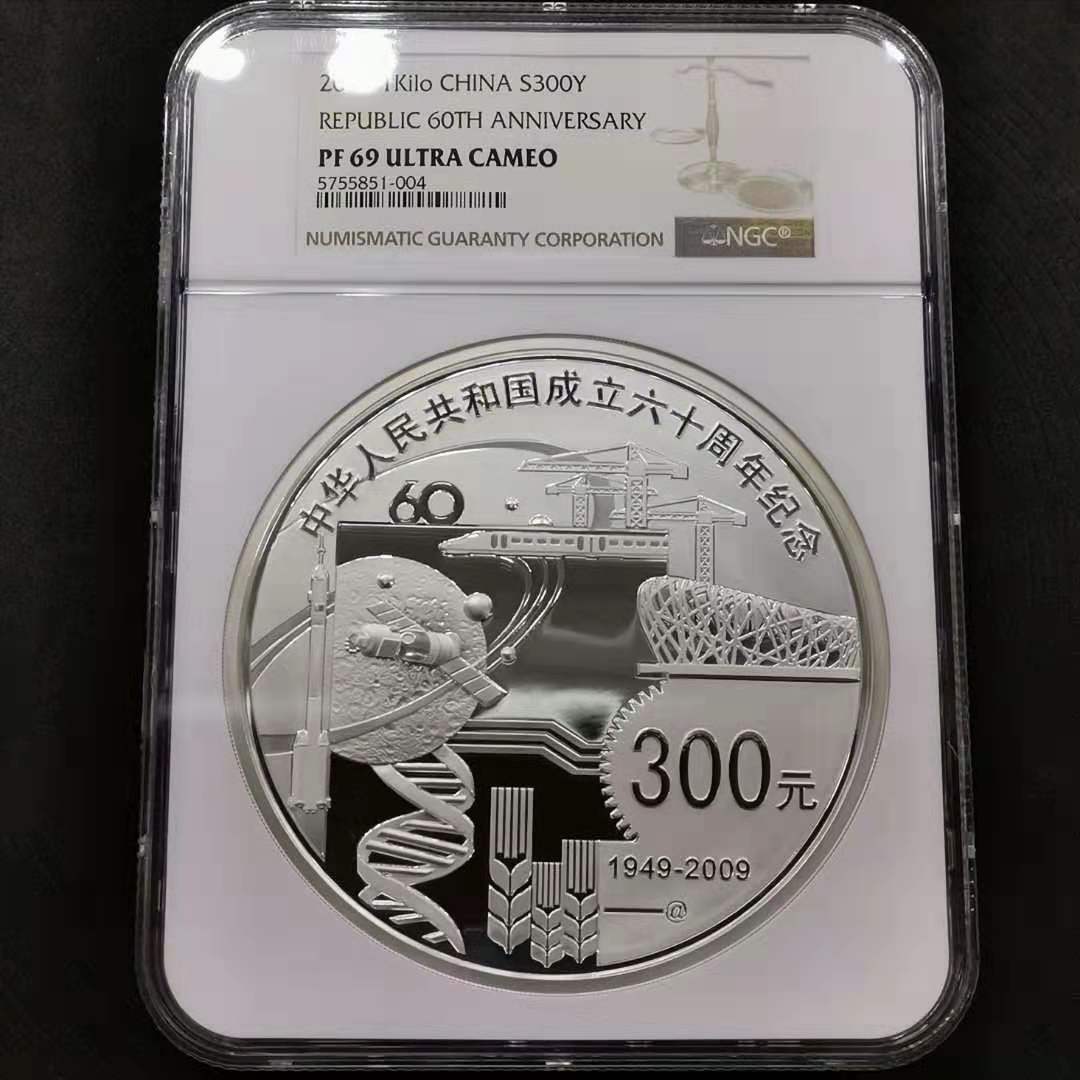 1Kilo CHINA S300Y
REPUBLIC 60TH ANNIVERSARY
PF 69 ULTRA CAMEO
5755851-004
NUMISMATIC GUARANTY CORPORATION
NGC®
中华人民共和国成立六十周年纪念
60
300元
1949-2009
@